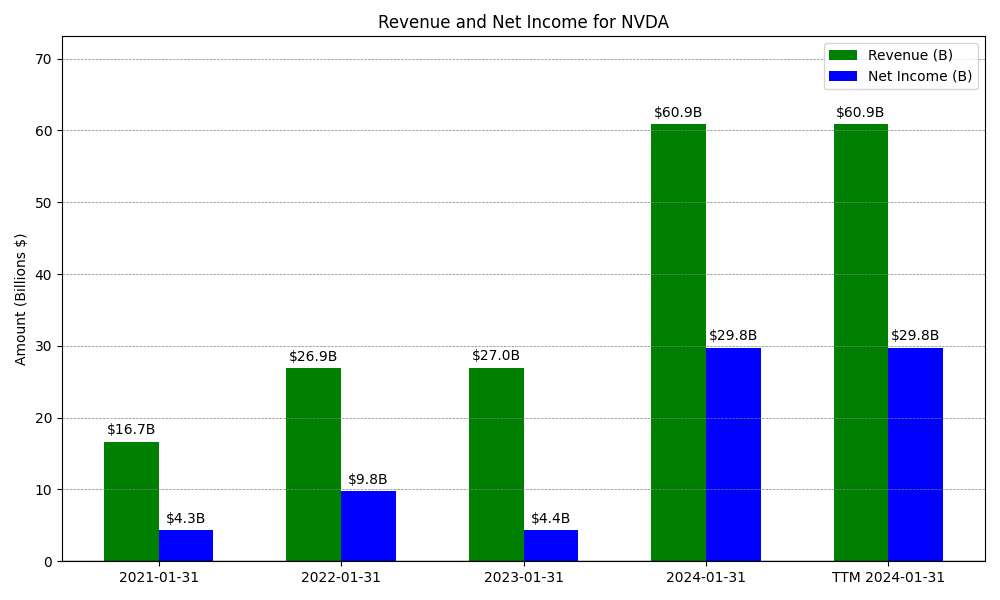 Revenue and Net Income for NVDA
Revenue (B)
Net Income (B)
Amount (Billions $)
70
60
50
40
30
20
10
0
$16.7B
$4.3B
$26.9B
$9.8B
$27.0B
$4.4B
$60.9B
$29.8B
$60.9B
$29.8B
2021-01-31
2022-01-31
2023-01-31
2024-01-31
TTM 2024-01-31